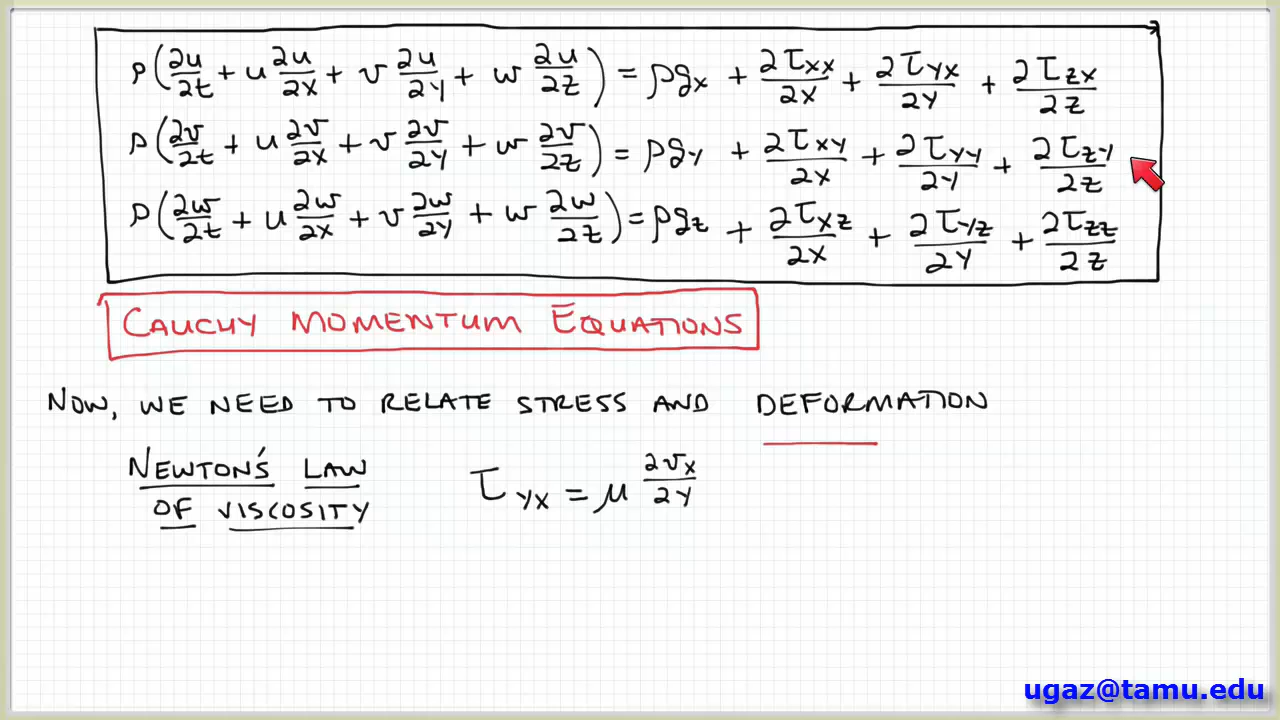 ρ(∂u/∂t + u ∂u/∂x + v ∂u/∂y + w ∂u/∂z) = ρgx + ∂τxx/∂x + ∂τyx/∂y + ∂τzx/∂z
ρ(∂v/∂t + u ∂v/∂x + v ∂v/∂y + w ∂v/∂z) = ρgy + ∂τxy/∂x + ∂τyy/∂y + ∂τzy/∂z
ρ(∂w/∂t + u ∂w/∂x + v ∂w/∂y + w ∂w/∂z) = ρgz + ∂τxz/∂x + ∂τyz/∂y + ∂τzz/∂z
CAUCHY MOMENTUM EQUATIONS
NOW, WE NEED TO RELATE STRESS AND DEFORMATION
NEWTON'S LAW
OF VISCOSITY
τyx = μ ∂vx/∂y
ugaz@tamu.edu